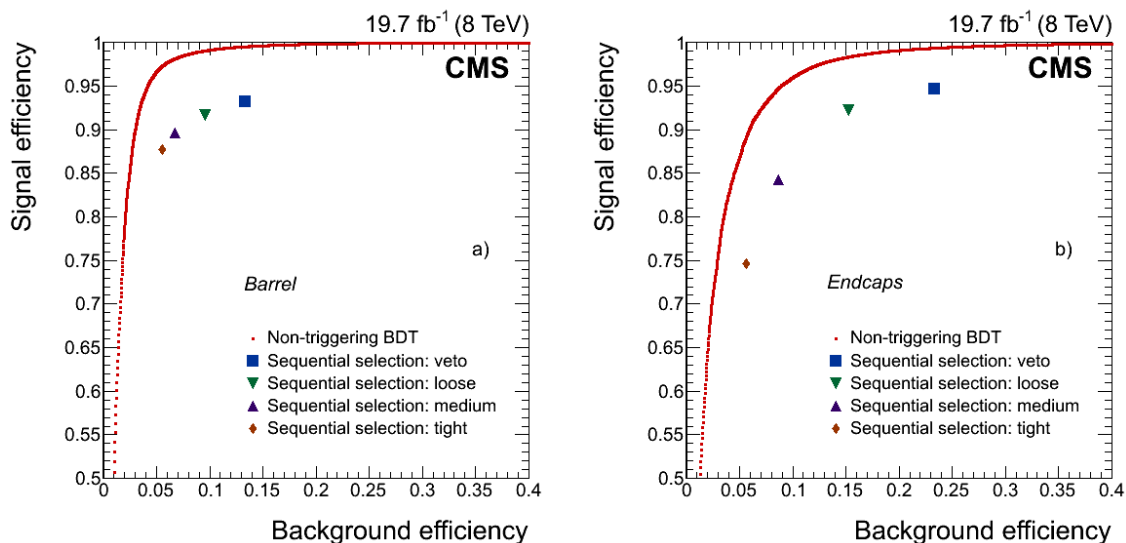 19.7 fb⁻¹ (8 TeV)
Signal efficiency
1
0.95
0.9
0.85
0.8
0.75
0.7
0.65
0.6
0.55
0.5
CMS
a)
Barrel
Non-triggering BDT
Sequential selection: veto
Sequential selection: loose
Sequential selection: medium
Sequential selection: tight
0 0.05 0.1 0.15 0.2 0.25 0.3 0.35 0.4
Background efficiency
19.7 fb⁻¹ (8 TeV)
Signal efficiency
1
0.95
0.9
0.85
0.8
0.75
0.7
0.65
0.6
0.55
0.5
CMS
b)
Endcaps
Non-triggering BDT
Sequential selection: veto
Sequential selection: loose
Sequential selection: medium
Sequential selection: tight
0 0.05 0.1 0.15 0.2 0.25 0.3 0.35 0.4
Background efficiency